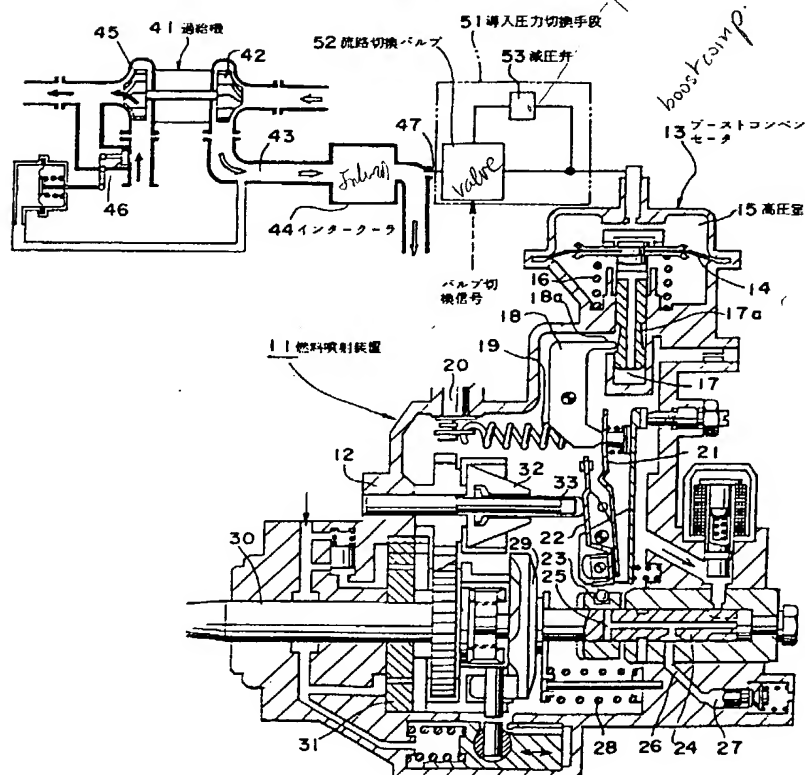 41 過給機
45
42
51 導入圧力切換手段
52 流路切換バルブ
53 減圧弁
boost comp.
13 ブーストコンペンセータ
47
43
valve
15 高圧室
46
44 インタークーラ
バルブ切換信号
16
14
18a
18
17a
11 燃料噴射装置
19
20
17
21
12
32
33
22
29
30
23
25
31
28
26
24
27